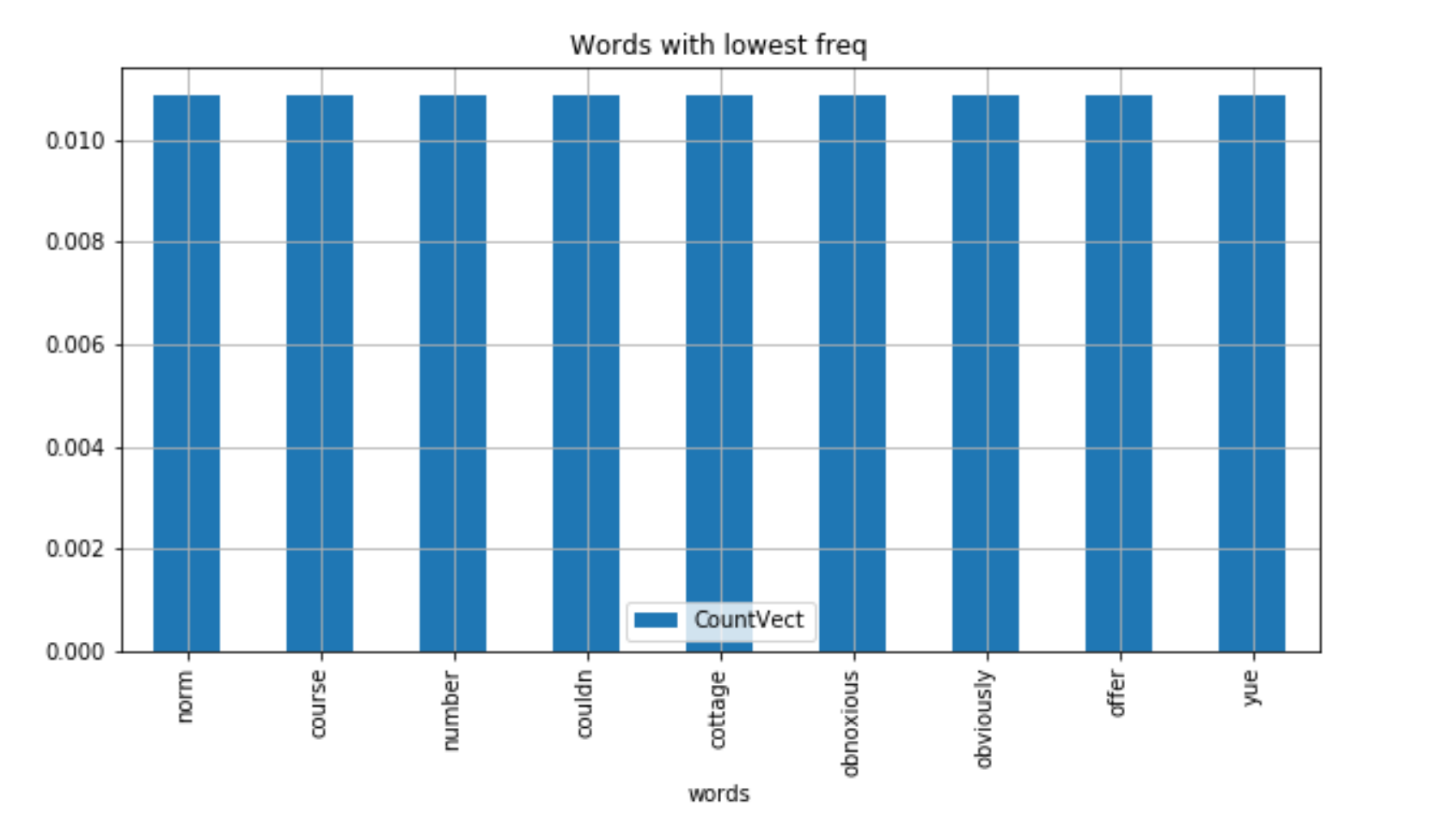 Words with lowest freq
0.010
0.008
0.006
0.004
0.002
0.000
CountVect
norm
course
number
couldn
cottage
obnoxious
obviously
offer
yue
words